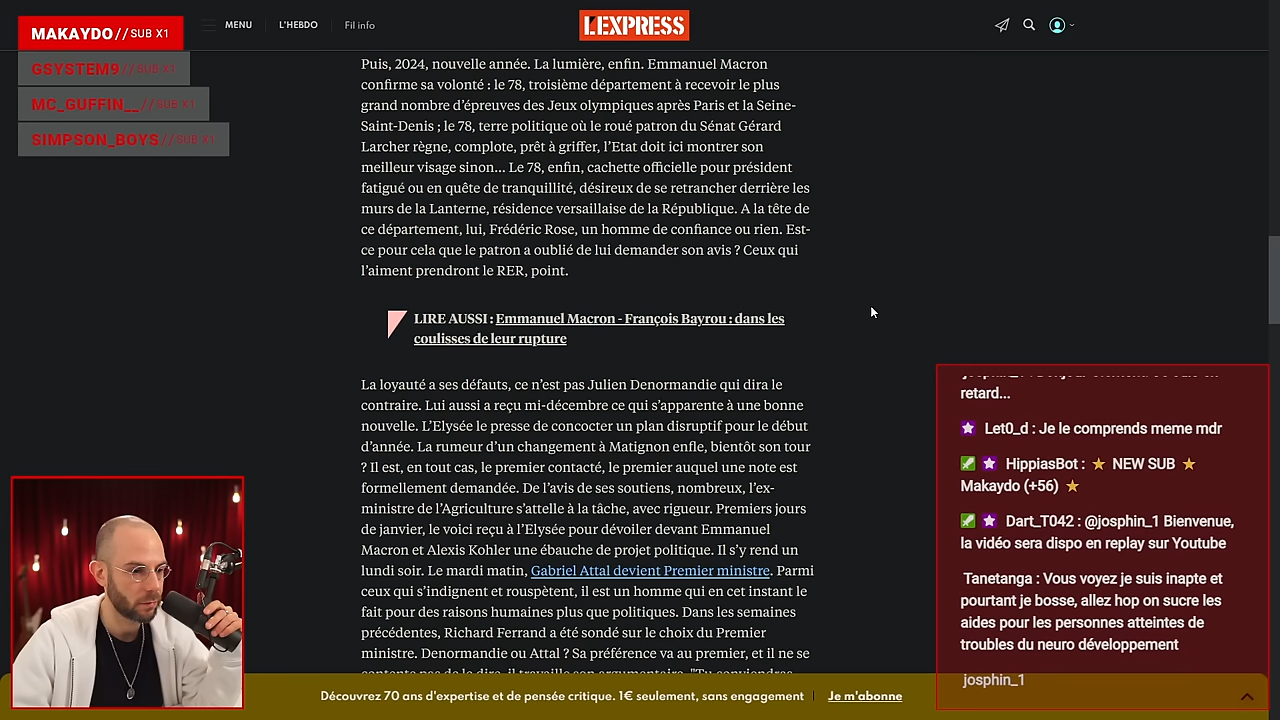 MAKAYDO // SUB X1
GSYSTEM9 // SUB X1
MC_GUFFIN__ // SUB X1
SIMPSON_BOYS // SUB X1
MENU
L'HEBDO
Fil info
L'EXPRESS
Puis, 2024, nouvelle année. La lumière, enfin. Emmanuel Macron
confirme sa volonté : le 78, troisième département à recevoir le plus
grand nombre d’épreuves des Jeux olympiques après Paris et la Seine-
Saint-Denis ; le 78, terre politique où le roué patron du Sénat Gérard
Larcher règne, complote, prêt à griffer, l’Etat doit ici montrer son
meilleur visage sinon... Le 78, enfin, cachette officielle pour président
fatigué ou en quête de tranquillité, désireux de se retrancher derrière les
murs de la Lanterne, résidence versaillaise de la République. A la tête de
ce département, lui, Frédéric Rose, un homme de confiance ou rien. Est-
ce pour cela que le patron a oublié de lui demander son avis ? Ceux qui
l’aiment prendront le RER, point.
LIRE AUSSI : Emmanuel Macron - François Bayrou : dans les
coulisses de leur rupture
La loyauté a ses défauts, ce n’est pas Julien Denormandie qui dira le
contraire. Lui aussi a reçu mi-décembre ce qui s’apparente à une bonne
nouvelle. L’Elysée le presse de concocter un plan disruptif pour le début
d’année. La rumeur d’un changement à Matignon enfle, bientôt son tour
? Il est, en tout cas, le premier contacté, le premier auquel une note est
formellement demandée. De l’avis de ses soutiens, nombreux, l’ex-
ministre de l’Agriculture s’attelle à la tâche, avec rigueur. Premiers jours
de janvier, le voici reçu à l’Elysée pour dévoiler devant Emmanuel
Macron et Alexis Kohler une ébauche de projet politique. Il s’y rend un
lundi soir. Le mardi matin, Gabriel Attal devient Premier ministre. Parmi
ceux qui s’indignent et rouspètent, il est un homme qui en cet instant le
fait pour des raisons humaines plus que politiques. Dans les semaines
précédentes, Richard Ferrand a été sondé sur le choix du Premier
ministre. Denormandie ou Attal ? Sa préférence va au premier, et il ne se
retard...
Let0_d : Je le comprends meme mdr
HippiasBot : ⭐ NEW SUB ⭐
Makaydo (+56) ⭐
Dart_T042 : @josphin_1 Bienvenue,
la vidéo sera dispo en replay sur Youtube
Tanetanga : Vous voyez je suis inapte et
pourtant je bosse, allez hop on sucre les
aides pour les personnes atteintes de
troubles du neuro développement
josphin_1
Découvrez 70 ans d'expertise et de pensée critique. 1€ seulement, sans engagement | Je m'abonne